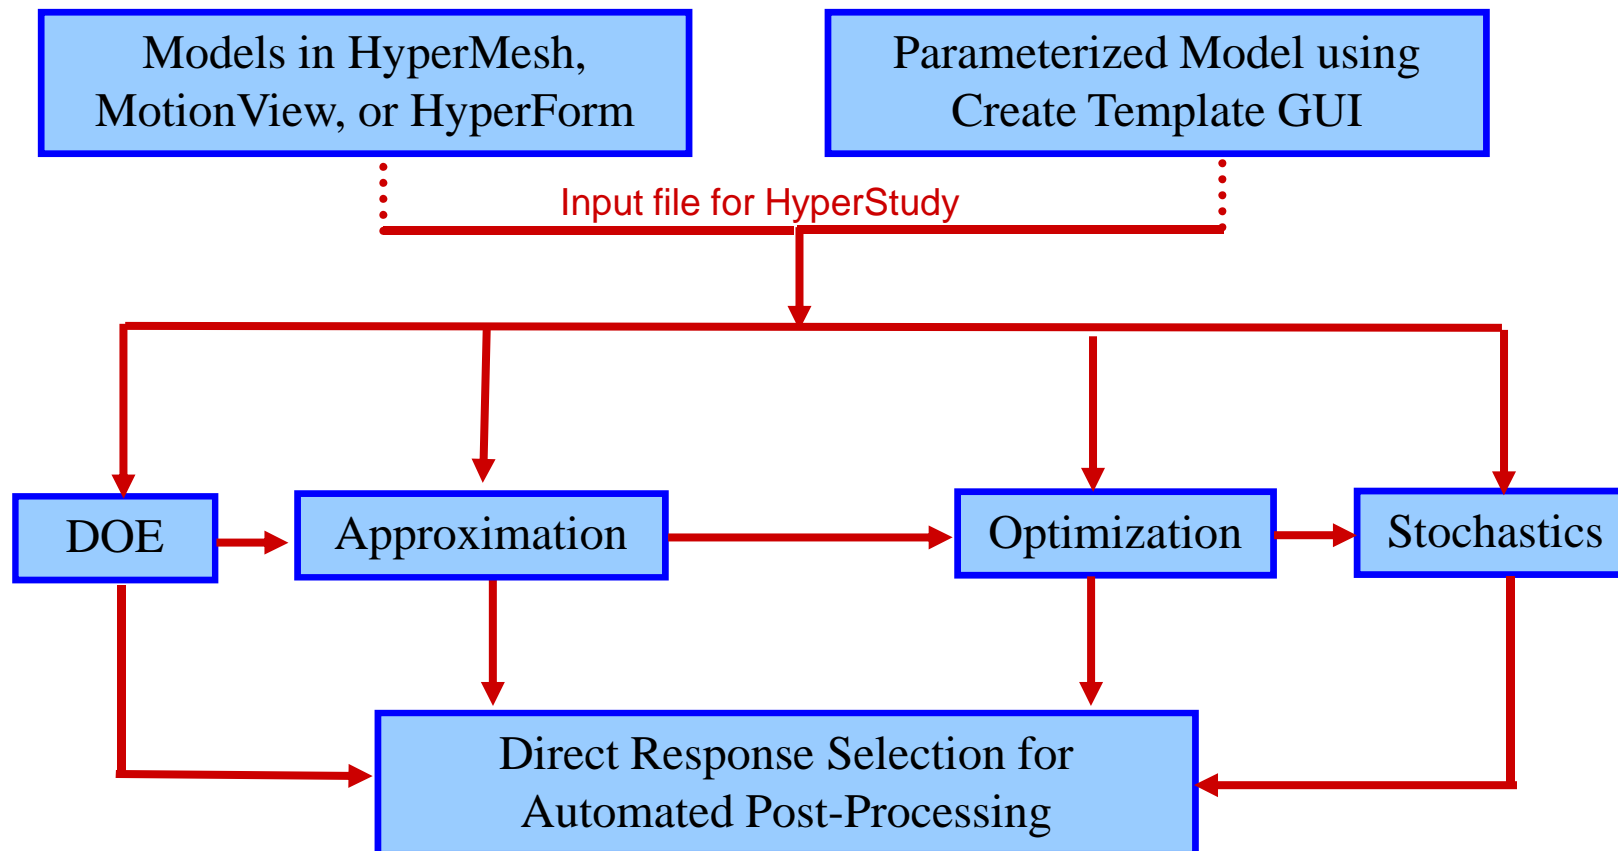 Models in HyperMesh,
MotionView, or HyperForm
Parameterized Model using
Create Template GUI
Input file for HyperStudy
DOE
Approximation
Optimization
Stochastics
Direct Response Selection for
Automated Post-Processing